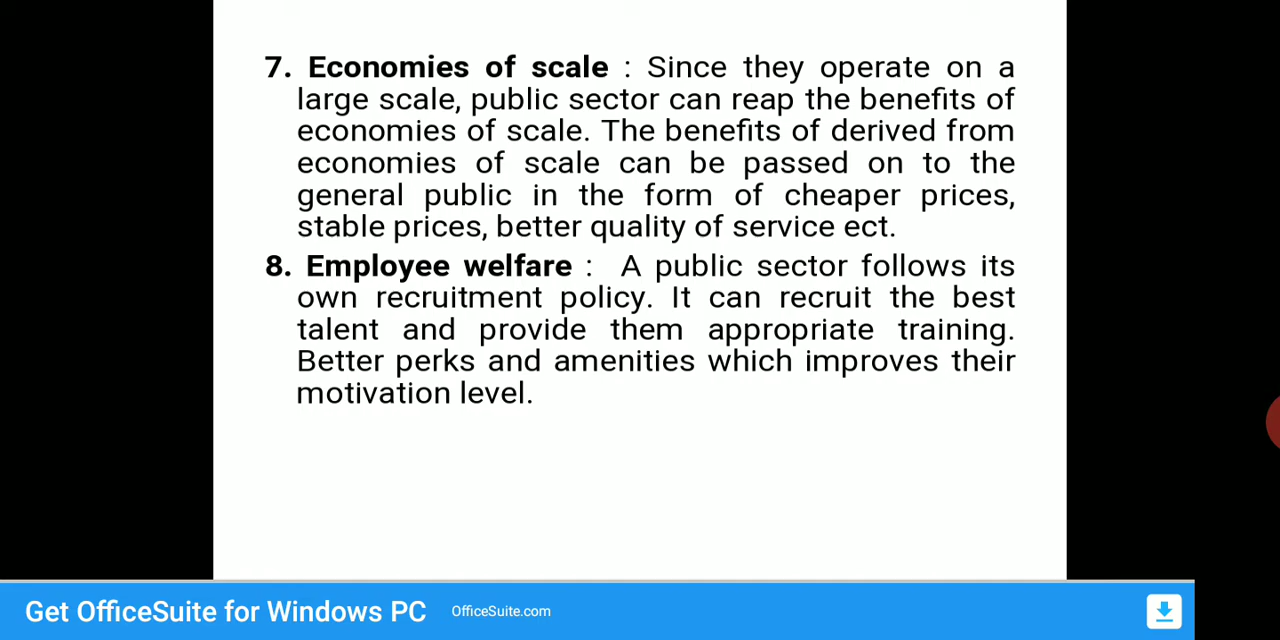 7. Economies of scale : Since they operate on a
large scale, public sector can reap the benefits of
economies of scale. The benefits of derived from
economies of scale can be passed on to the
general public in the form of cheaper prices,
stable prices, better quality of service ect.
8. Employee welfare : A public sector follows its
own recruitment policy. It can recruit the best
talent and provide them appropriate training.
Better perks and amenities which improves their
motivation level.
Get OfficeSuite for Windows PC OfficeSuite.com